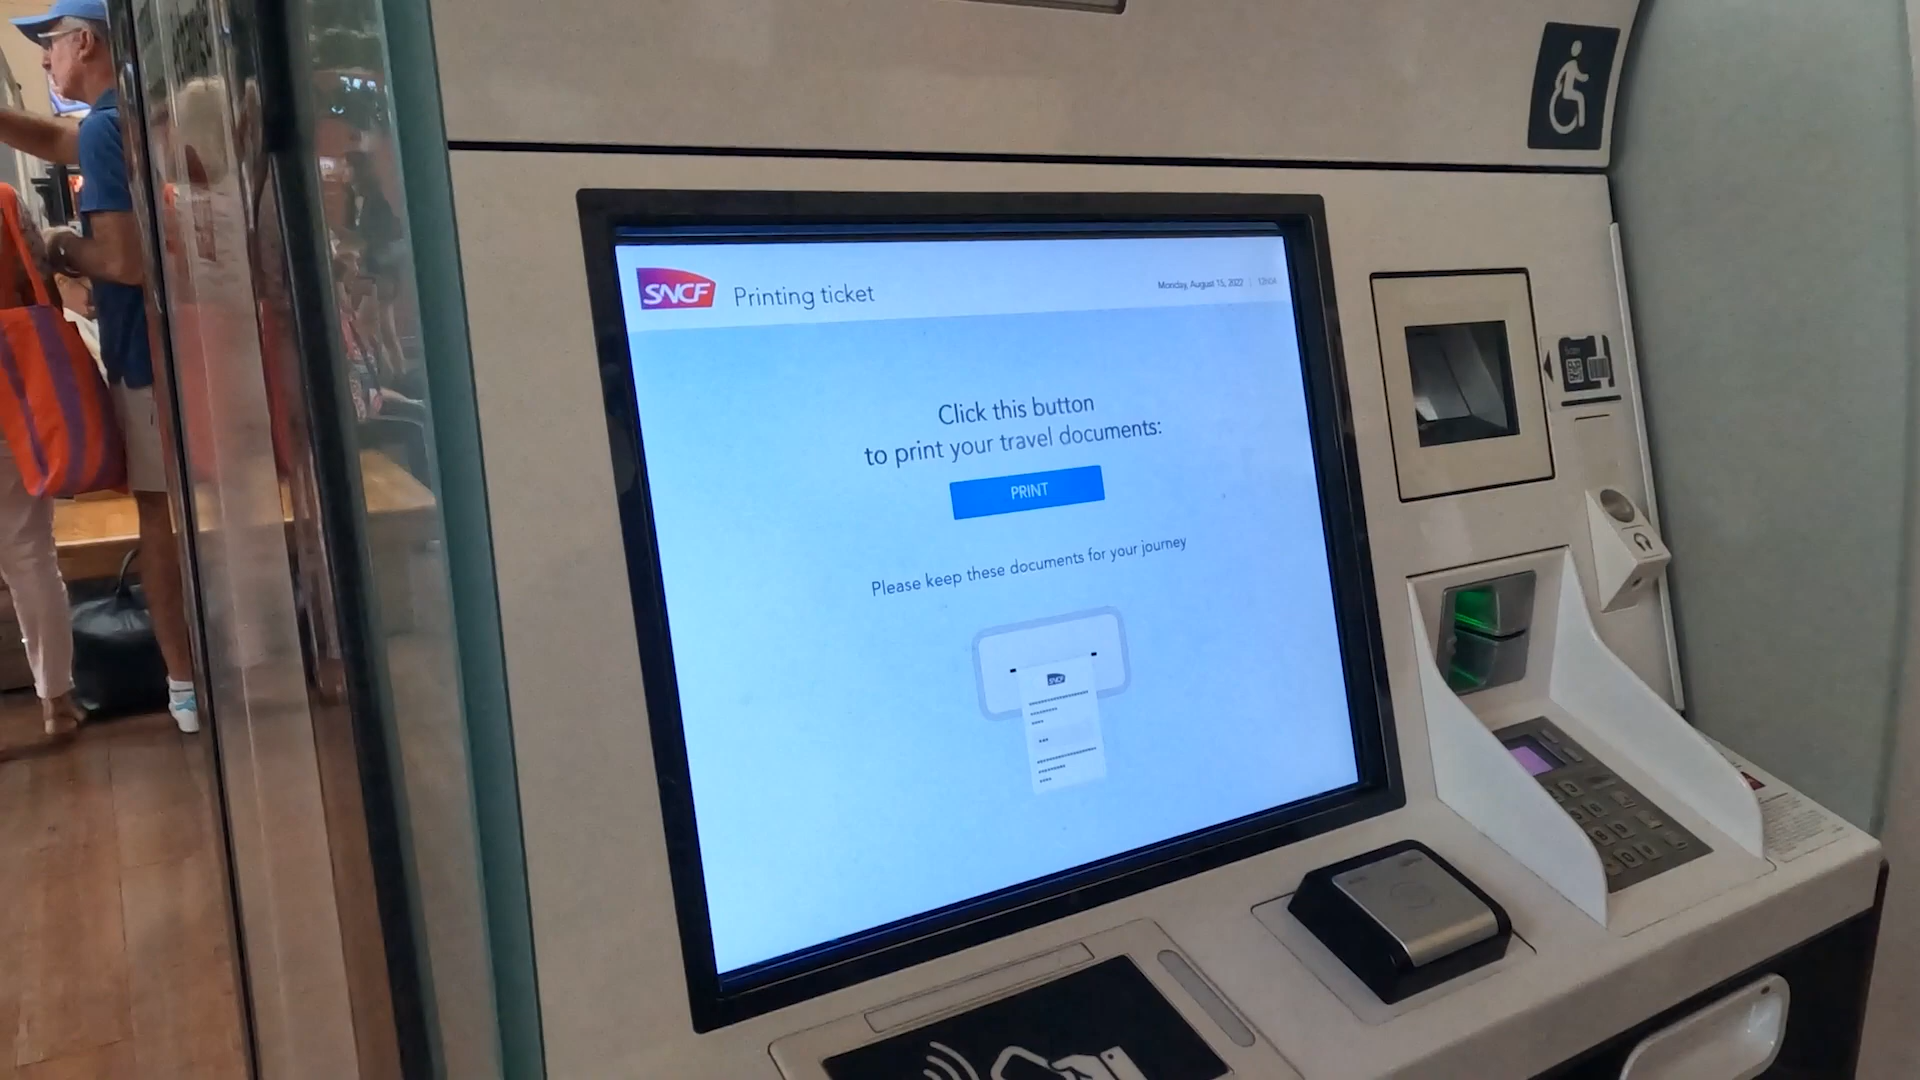 SNCF
Printing ticket
Monday, August 15, 2022
Click this button
to print your travel documents:
PRINT
Please keep these documents for your journey
SNCF